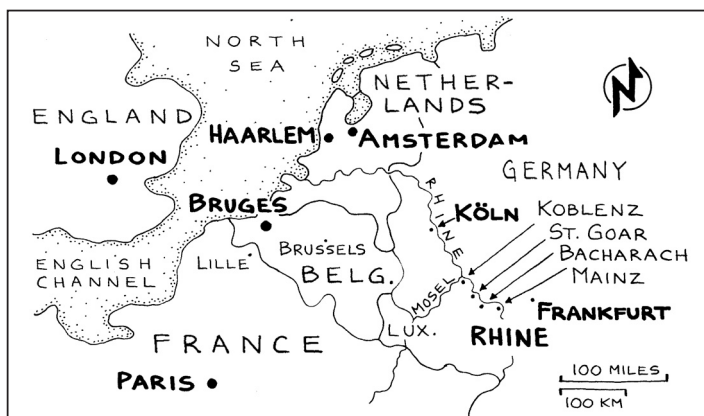 NORTH
SEA
NETHER-
LANDS
N
ENGLAND
HAARLEM
AMSTERDAM
LONDON
GERMANY
RHINE
BRUGES
KÖLN
KOBLENZ
ST. GOAR
BACHARACH
MAINZ
BRUSSELS
ENGLISH
CHANNEL
LILLE
BELG.
MOSEL
FRANKFURT
LUX.
RHINE
FRANCE
PARIS
100 MILES
100 KM